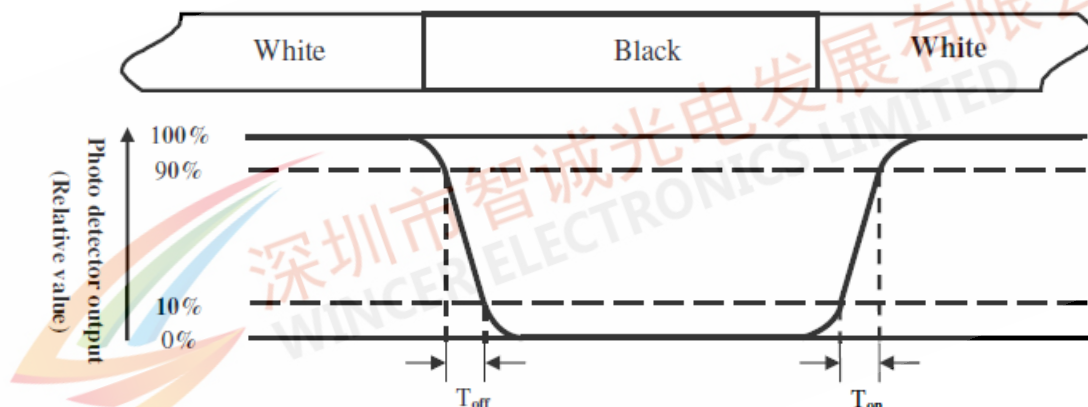 White Black White
100%
90%
Photo detector output
(Relative value)
10%
0%
Toff Ton
深圳市智诚光电发展有限公
WINCER ELECTRONICS LIMITED